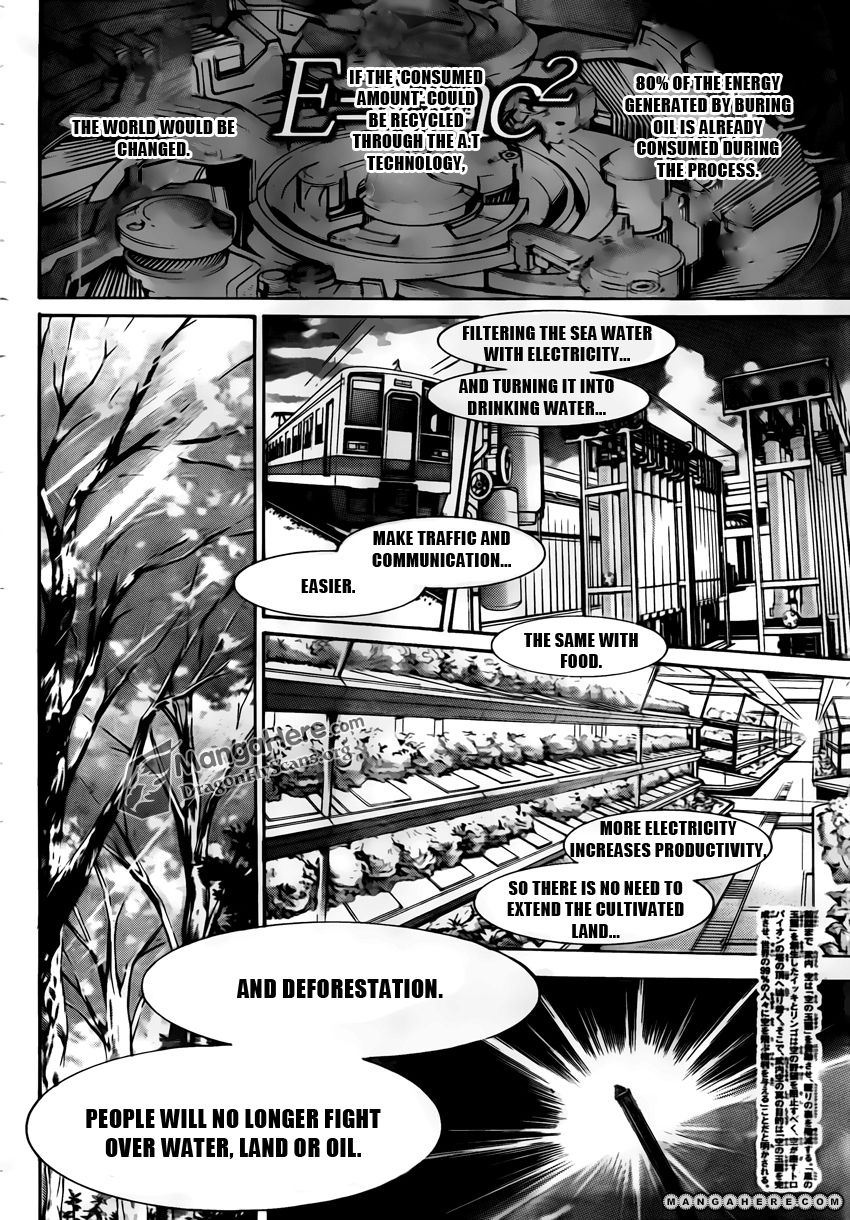 80% OF THE ENERGY
GENERATED BY BURING
OIL IS ALREADY
CONSUMED DURING
THE PROCESS.
IF THE 'CONSUMED
AMOUNT' COULD
BE RECYCLED
THROUGH THE A.T
TECHNOLOGY,
THE WORLD WOULD BE
CHANGED.
FILTERING THE SEA WATER
WITH ELECTRICITY...
AND TURNING IT INTO
DRINKING WATER...
MAKE TRAFFIC AND
COMMUNICATION...
EASIER.
THE SAME WITH
FOOD.
MORE ELECTRICITY
INCREASES PRODUCTIVITY,
SO THERE IS NO NEED TO
EXTEND THE CULTIVATED
LAND...
AND DEFORESTATION.
PEOPLE WILL NO LONGER FIGHT
OVER WATER, LAND OR OIL.
MangaHere.com
DragonFlyScans.org
MANGAHERE.COM